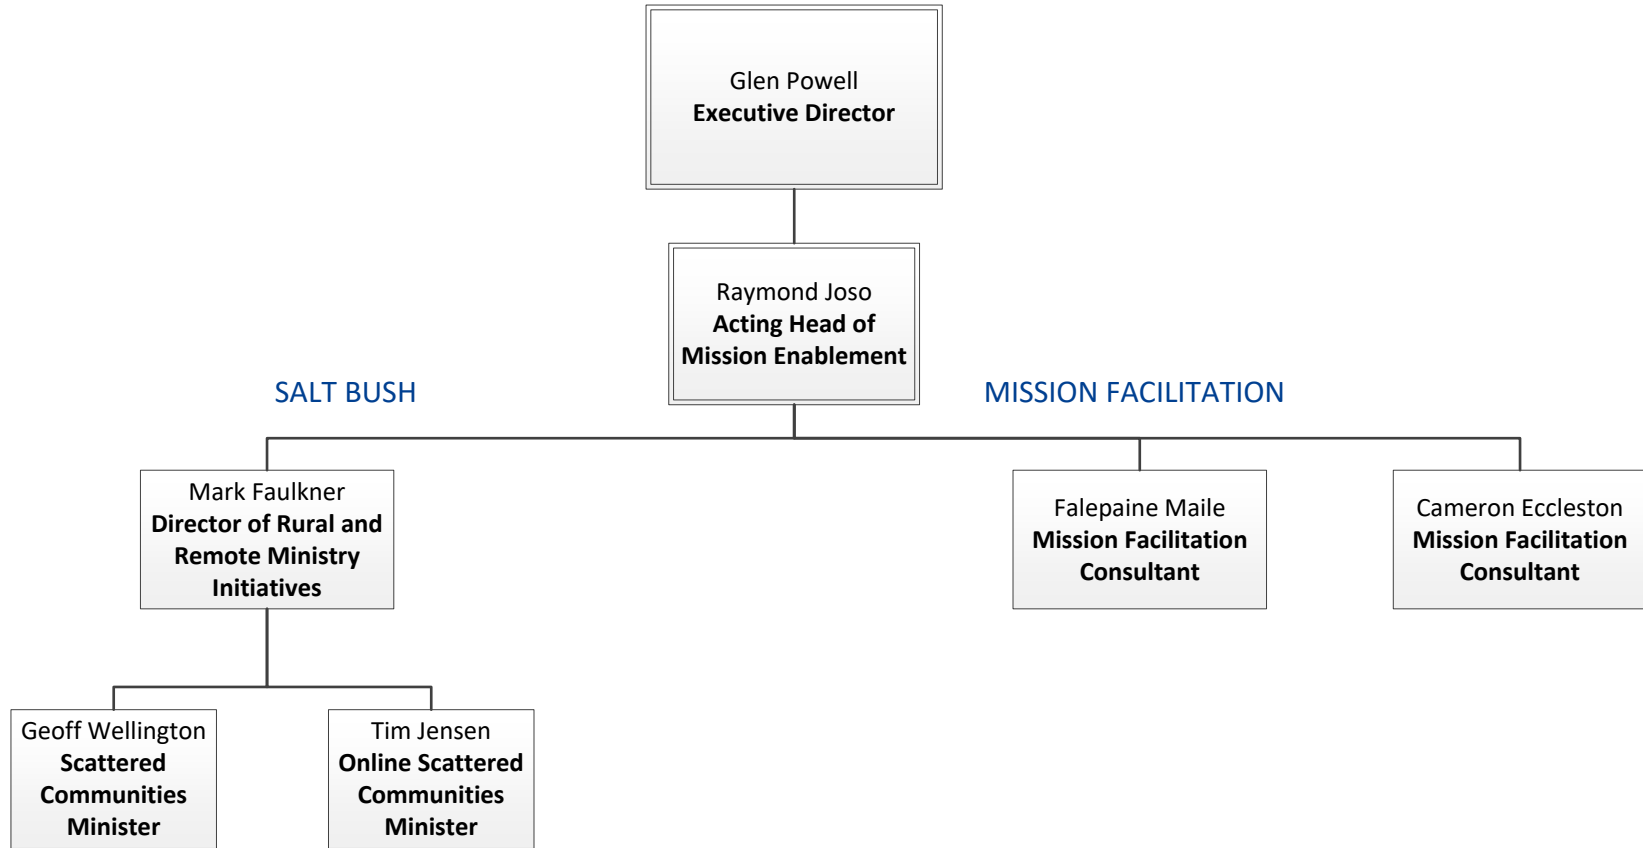 Glen Powell
Executive Director
Raymond Joso
Acting Head of
Mission Enablement
SALT BUSH
MISSION FACILITATION
Mark Faulkner
Director of Rural and
Remote Ministry
Initiatives
Falepaine Maile
Mission Facilitation
Consultant
Cameron Eccleston
Mission Facilitation
Consultant
Geoff Wellington
Scattered
Communities
Minister
Tim Jensen
Online Scattered
Communities
Minister